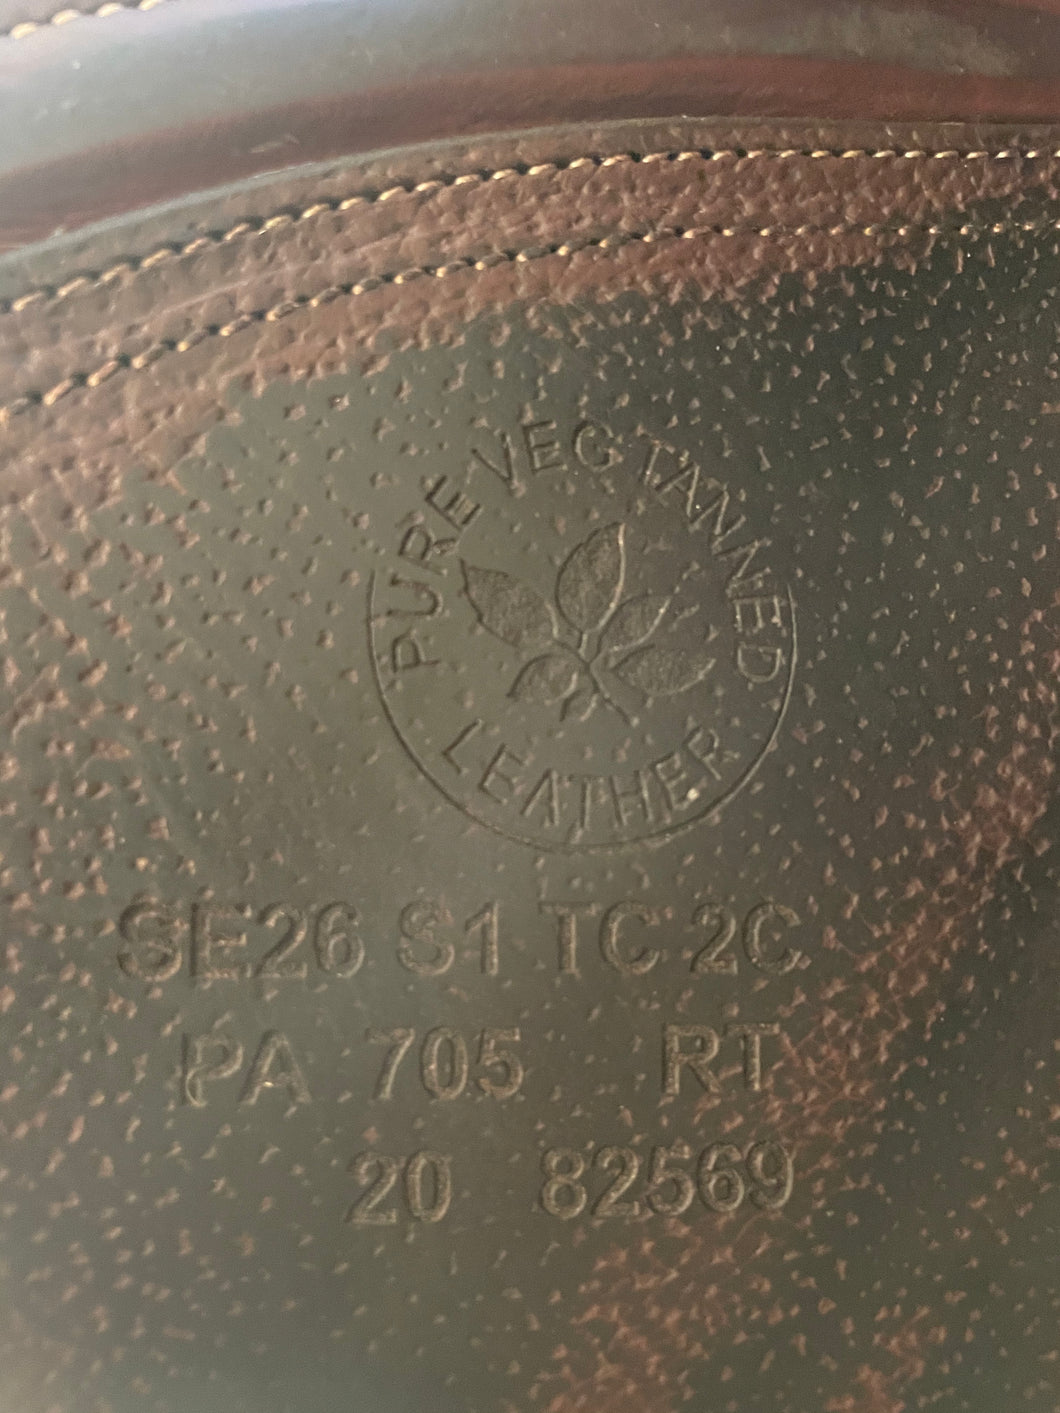 PURE VEG TANNED
LEATHER
SE26 S1 TC 2C
PA 705 RT
20 82569